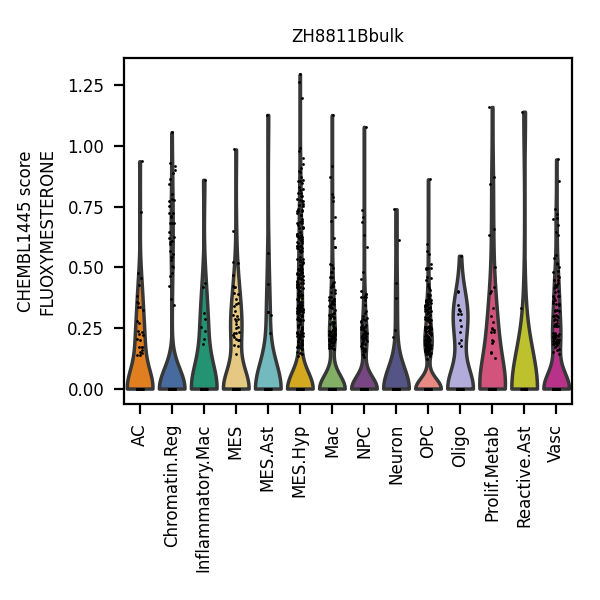 ZH8811Bbulk
CHEMBL1445 score
FLUOXYMESTERONE
1.25
1.00
0.75
0.50
0.25
0.00
AC
Chromatin.Reg
Inflammatory.Mac
MES
MES.Ast
MES.Hyp
Mac
NPC
Neuron
OPC
Oligo
Prolif.Metab
Reactive.Ast
Vasc